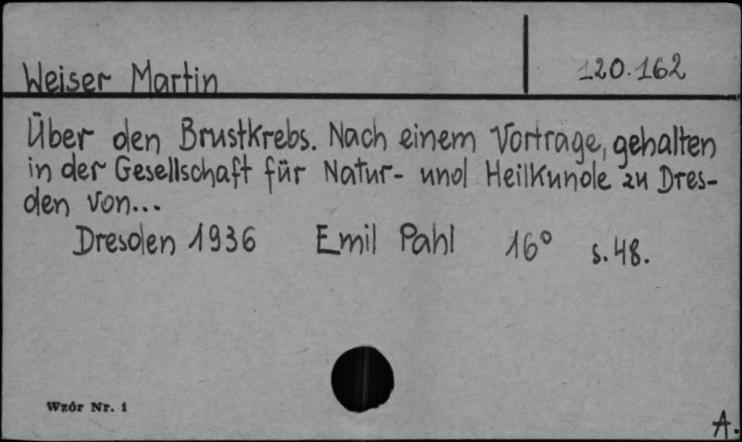 Weiser Martin 120.162
Über den Brustkrebs. Nach einem Vortrage, gehalten
in der Gesellschaft für Natur- und Heilkunde zu Dres-
den von...
Dresden 1936 Emil Pahl 16° s. 48.
Wzór Nr. 1
A.